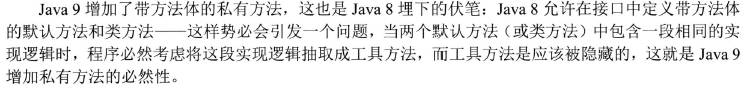 Java 9 增加了带方法体的私有方法，这也是 Java 8 埋下的伏笔：Java 8 允许在接口中定义带方法体
的默认方法和类方法——这样势必会引发一个问题，当两个默认方法（或类方法）中包含一段相同的实
现逻辑时，程序必然考虑将这段实现逻辑抽取成工具方法，而工具方法是应该被隐藏的，这就是 Java 9
增加私有方法的必然性。